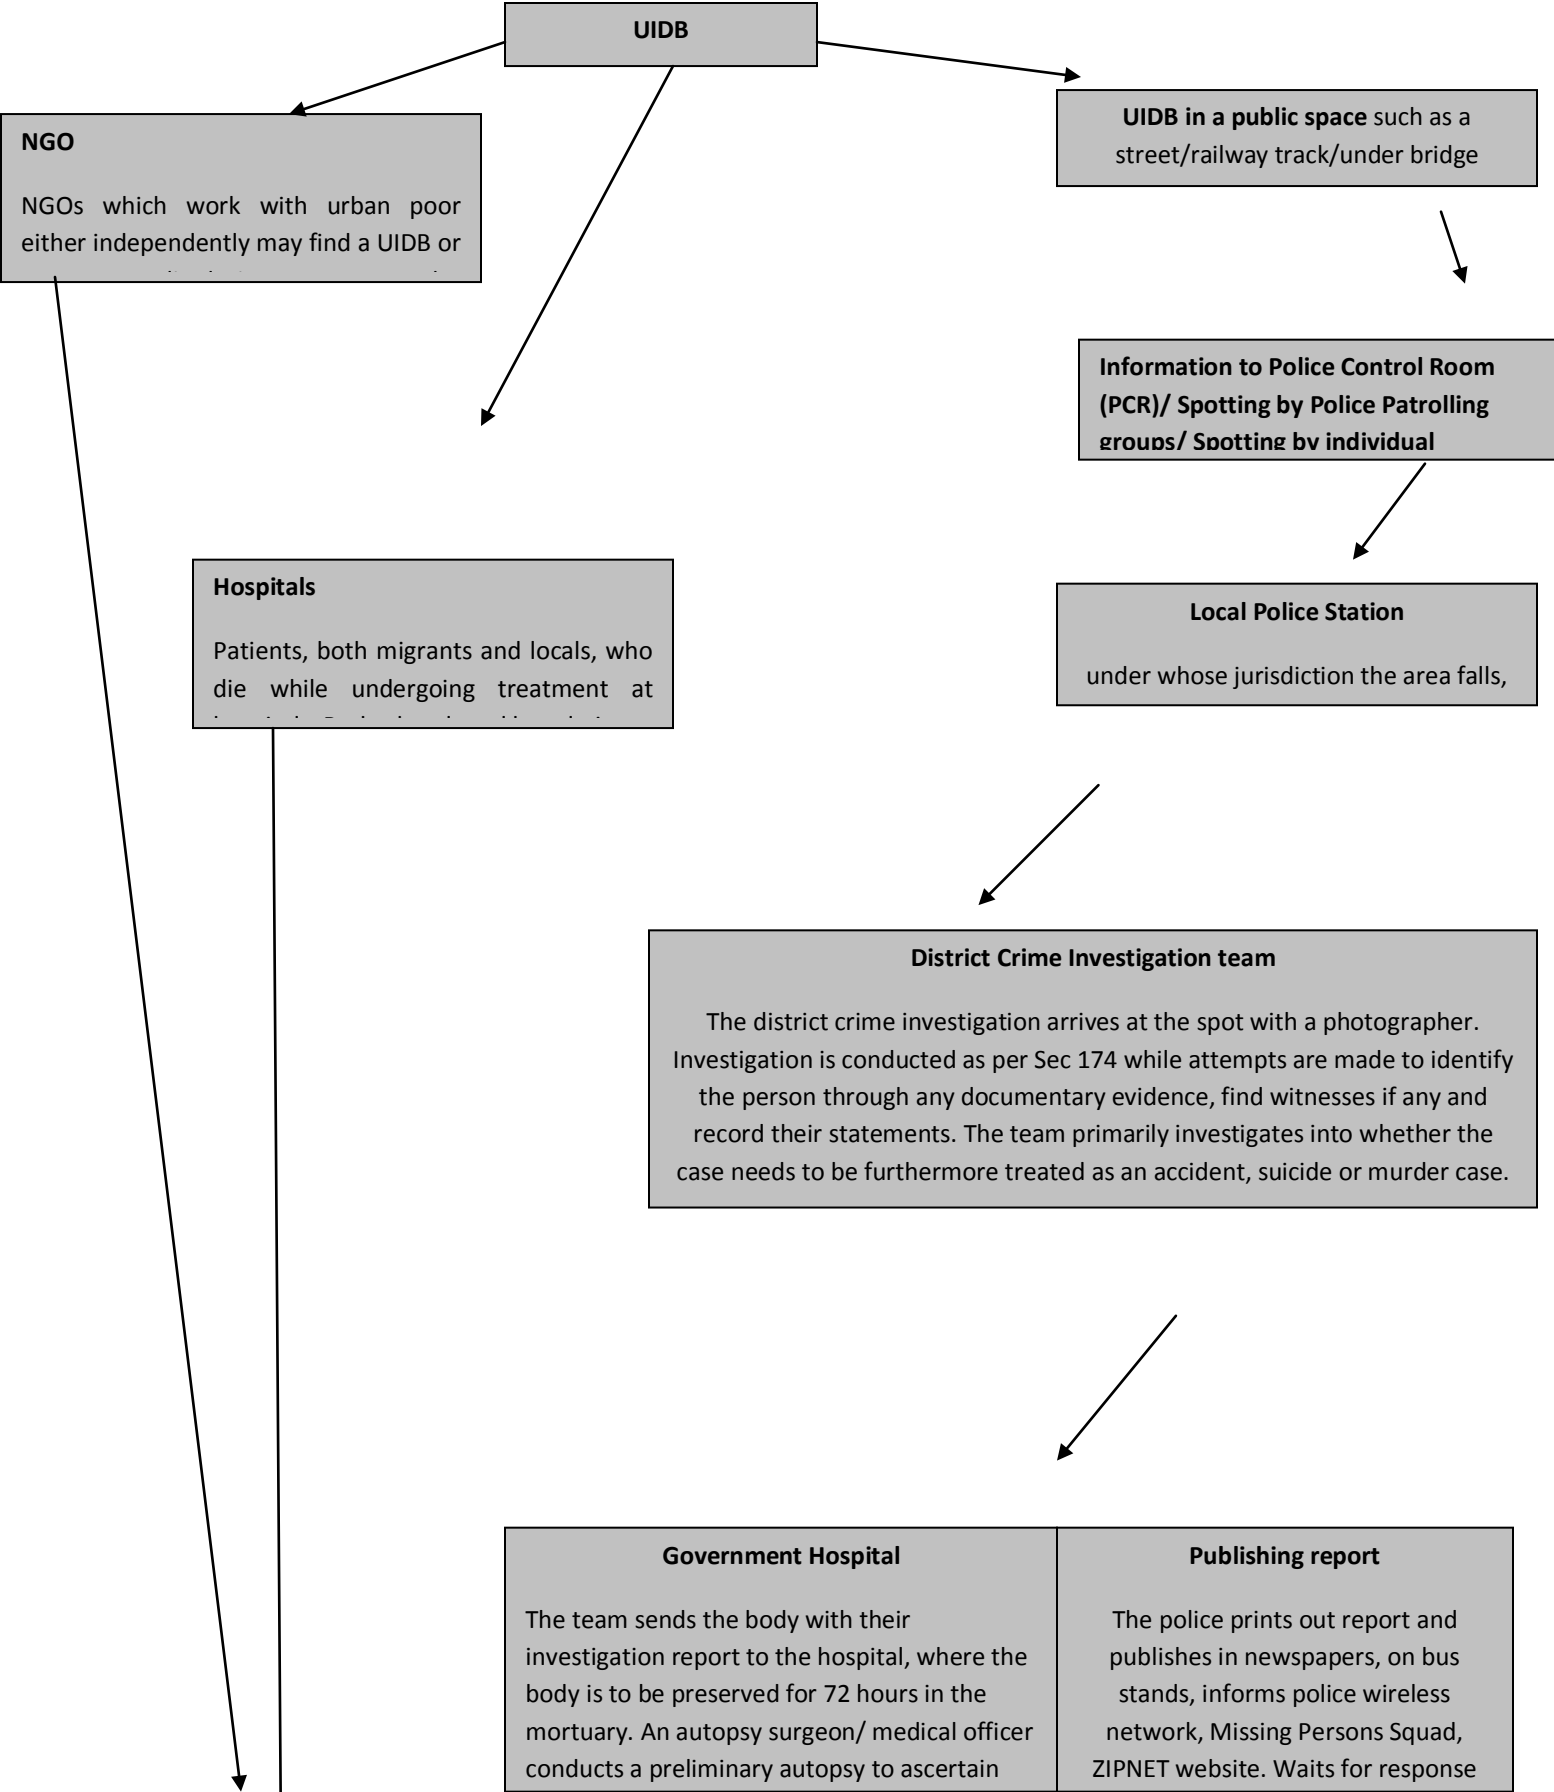 UIDB
NGO
NGOs which work with urban poor
either independently may find a UIDB or
UIDB in a public space such as a
street/railway track/under bridge
Information to Police Control Room
(PCR)/ Spotting by Police Patrolling
groups/ Spotting by individual
Hospitals
Patients, both migrants and locals, who
die while undergoing treatment at
Local Police Station
under whose jurisdiction the area falls,
District Crime Investigation team
The district crime investigation arrives at the spot with a photographer.
Investigation is conducted as per Sec 174 while attempts are made to identify
the person through any documentary evidence, find witnesses if any and
record their statements. The team primarily investigates into whether the
case needs to be furthermore treated as an accident, suicide or murder case.
Government Hospital
The team sends the body with their
investigation report to the hospital, where the
body is to be preserved for 72 hours in the
mortuary. An autopsy surgeon/ medical officer
conducts a preliminary autopsy to ascertain
Publishing report
The police prints out report and
publishes in newspapers, on bus
stands, informs police wireless
network, Missing Persons Squad,
ZIPNET website. Waits for response